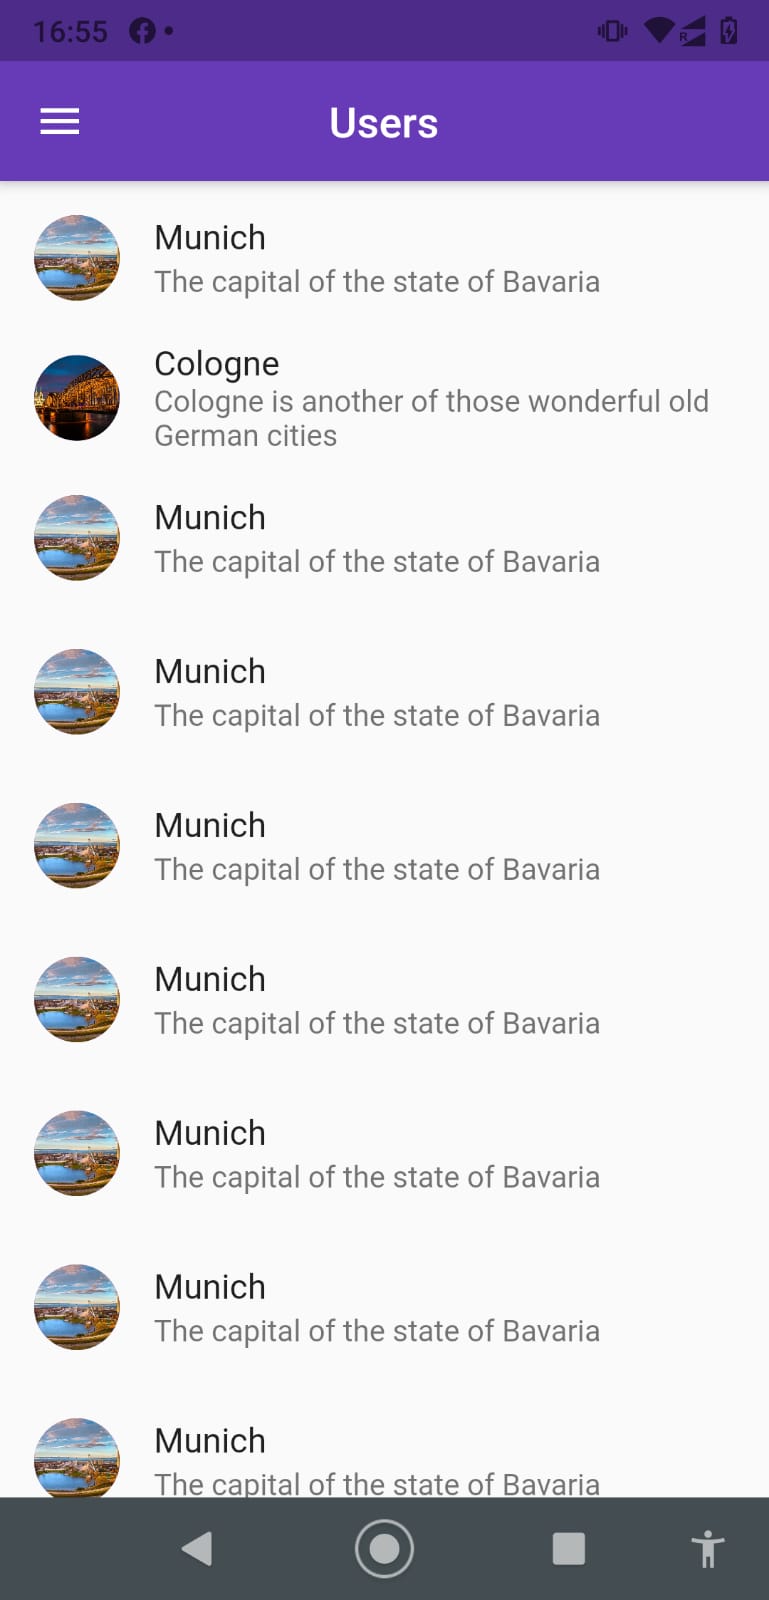 16:55
Users
Munich
The capital of the state of Bavaria
Cologne
Cologne is another of those wonderful old
German cities
Munich
The capital of the state of Bavaria
Munich
The capital of the state of Bavaria
Munich
The capital of the state of Bavaria
Munich
The capital of the state of Bavaria
Munich
The capital of the state of Bavaria
Munich
The capital of the state of Bavaria
Munich
The capital of the state of Bavaria